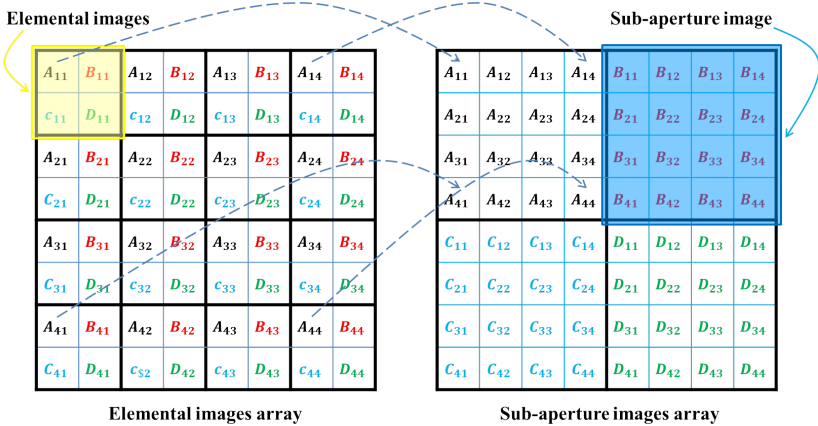 Elemental images Sub-aperture image
A11 B11 A12 B12 A13 B13 A14 B14 A11 A12 A13 A14 B11 B12 B13 B14
c11 D11 c12 D12 c13 D13 c14 D14 A21 A22 A23 A24 B21 B22 B23 B24
A21 B21 A22 B22 A23 B23 A24 B24 A31 A32 A33 A34 B31 B32 B33 B34
C21 D21 c22 D22 c23 D23 c24 D24 A41 A42 A43 A44 B41 B42 B43 B44
A31 B31 A32 B32 A33 B33 A34 B34 C11 C12 C13 C14 D11 D12 D13 D14
C31 D31 c32 D32 c33 D33 c34 D34 C21 C22 C23 C24 D21 D22 D23 D24
A41 B41 A42 B42 A43 B43 A44 B44 C31 C32 C33 C34 D31 D32 D33 D34
C41 D41 c$2 D42 c43 D43 c44 D44 C41 C42 C43 C44 D41 D42 D43 D44
Elemental images array Sub-aperture images array